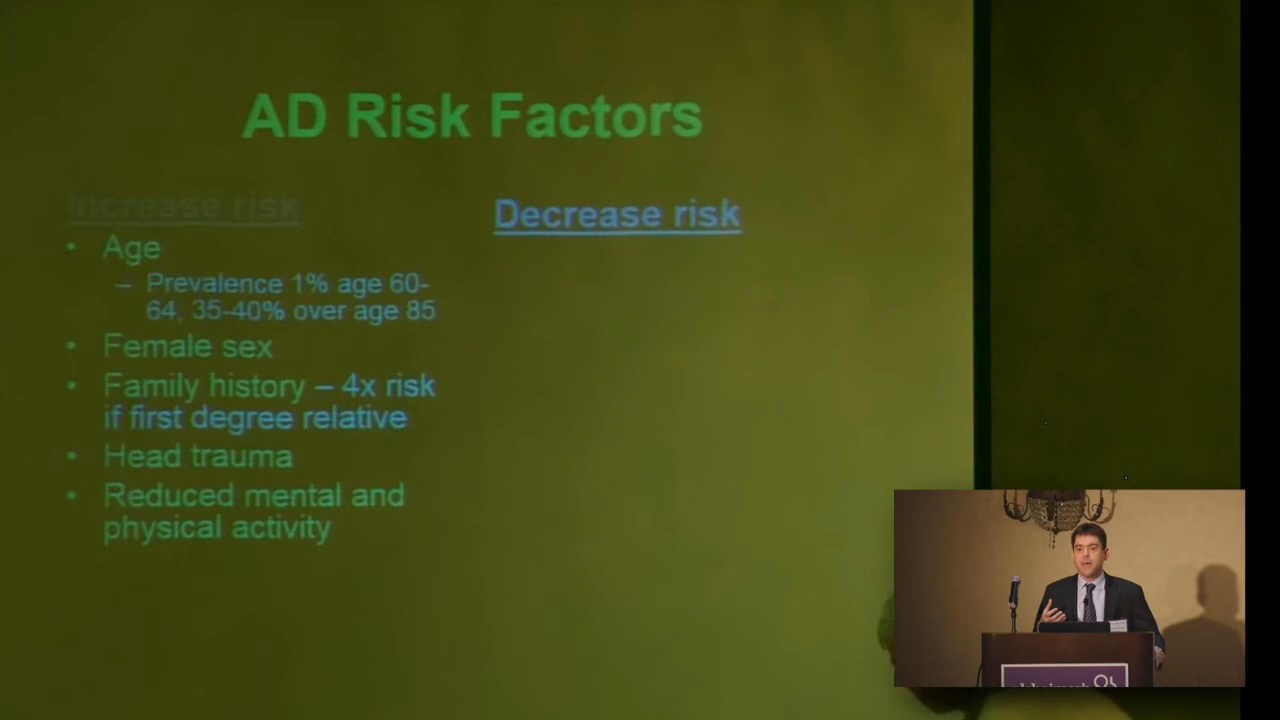 AD Risk Factors
Increase risk
Decrease risk
• Age
– Prevalence 1% age 60-
64, 35-40% over age 85
• Female sex
• Family history – 4x risk
if first degree relative
• Head trauma
• Reduced mental and
physical activity